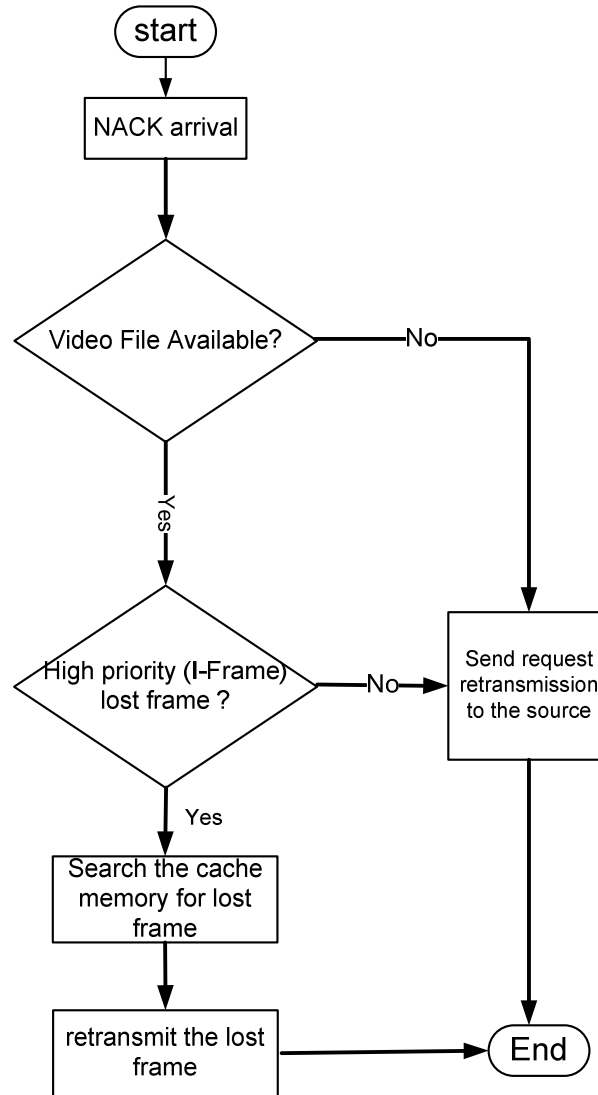 start
NACK arrival
Video File Available?
No
Yes
High priority (I-Frame)
lost frame ?
No
Send request
retransmission
to the source
Yes
Search the cache
memory for lost
frame
retransmit the lost
frame
End